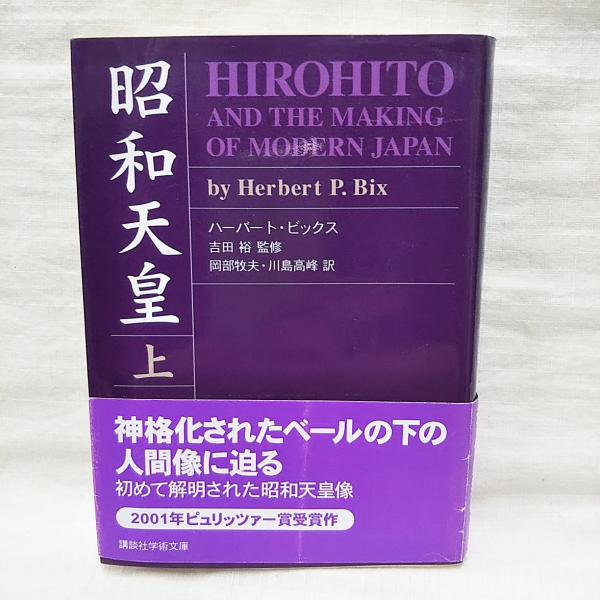 昭和天皇
上
HIROHITO
AND THE MAKING
OF MODERN JAPAN
by Herbert P. Bix
ハーバート・ビックス
吉田 裕 監修
岡部牧夫・川島高峰 訳
神格化されたベールの下の
人間像に迫る
初めて解明された昭和天皇像
2001年ピュリッツァー賞受賞作
講談社学術文庫